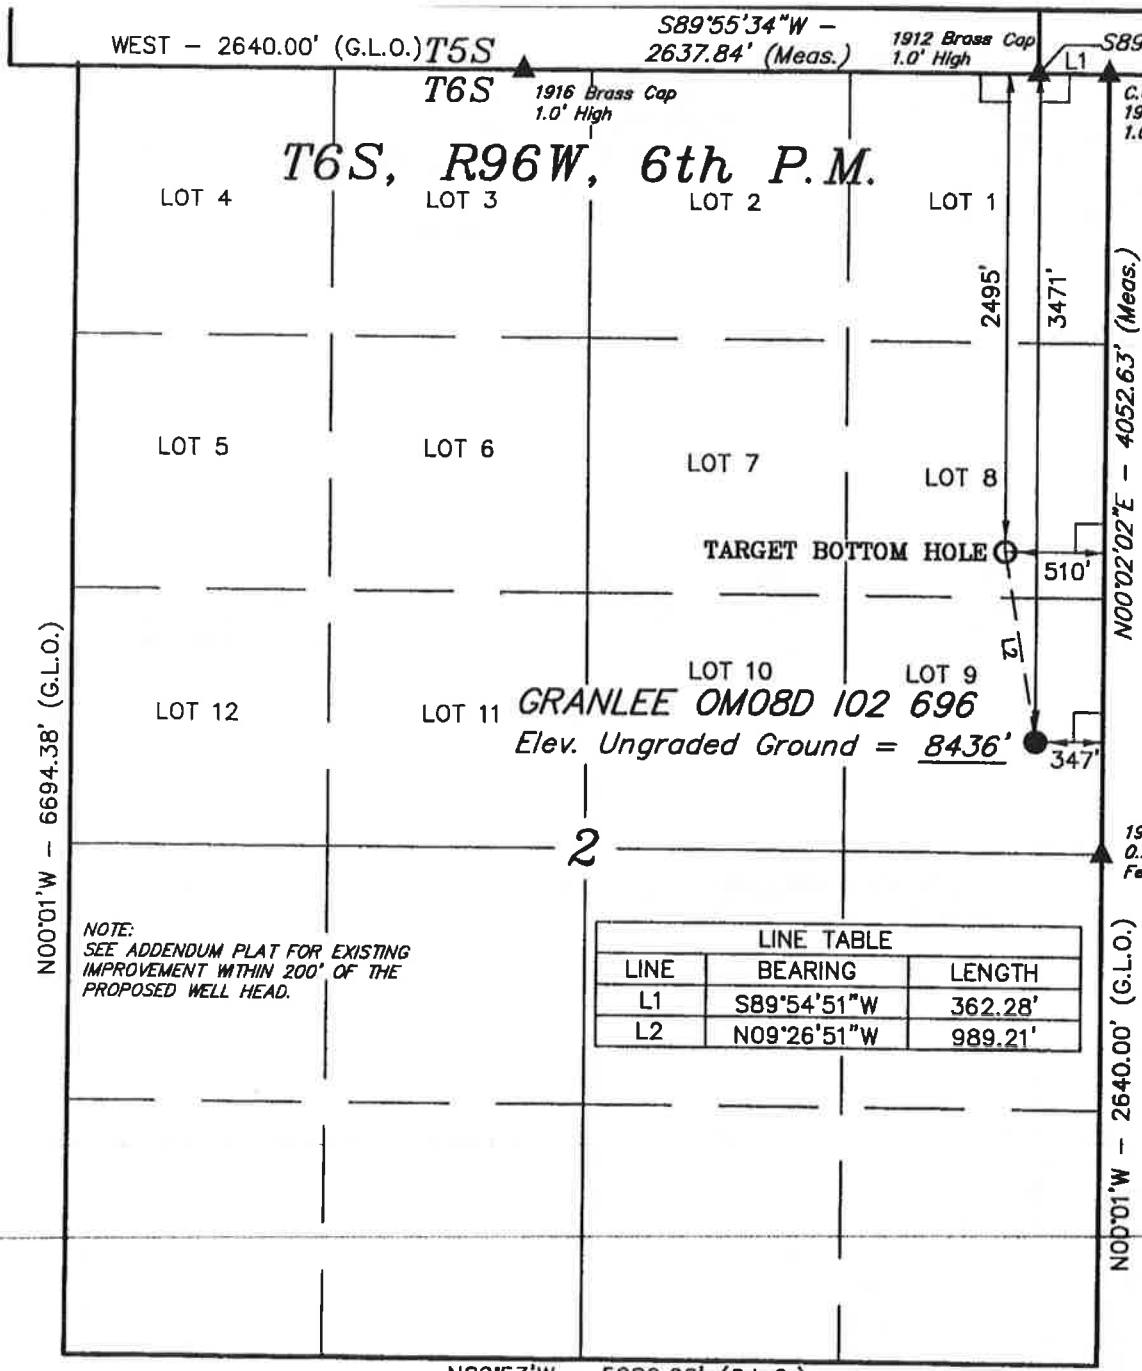 WEST - 2640.00' (G.L.O.)
T5S
T6S
S89°55'34"W -
2637.84' (Meas.)
1912 Brass Cap
1.0' High
L1
S89
1916 Brass Cap
1.0' High
T6S, R96W, 6th P.M.
LOT 4
LOT 3
LOT 2
LOT 1
2495'
3471'
N00°02'02"E - 4052.63' (Meas.)
LOT 5
LOT 6
LOT 7
LOT 8
TARGET BOTTOM HOLE
510'
L2
LOT 12
LOT 11
LOT 10
LOT 9
GRANLEE OM08D 102 696
Elev. Ungraded Ground = 8436'
347'
N00°01'W - 6694.38' (G.L.O.)
2
NOTE:
SEE ADDENDUM PLAT FOR EXISTING
IMPROVEMENT WITHIN 200' OF THE
PROPOSED WELL HEAD.
LINE TABLE
LINE BEARING LENGTH
L1 S89°54'51"W 362.28'
L2 N09°26'51"W 989.21'
N00°01'W - 2640.00' (G.L.O.)